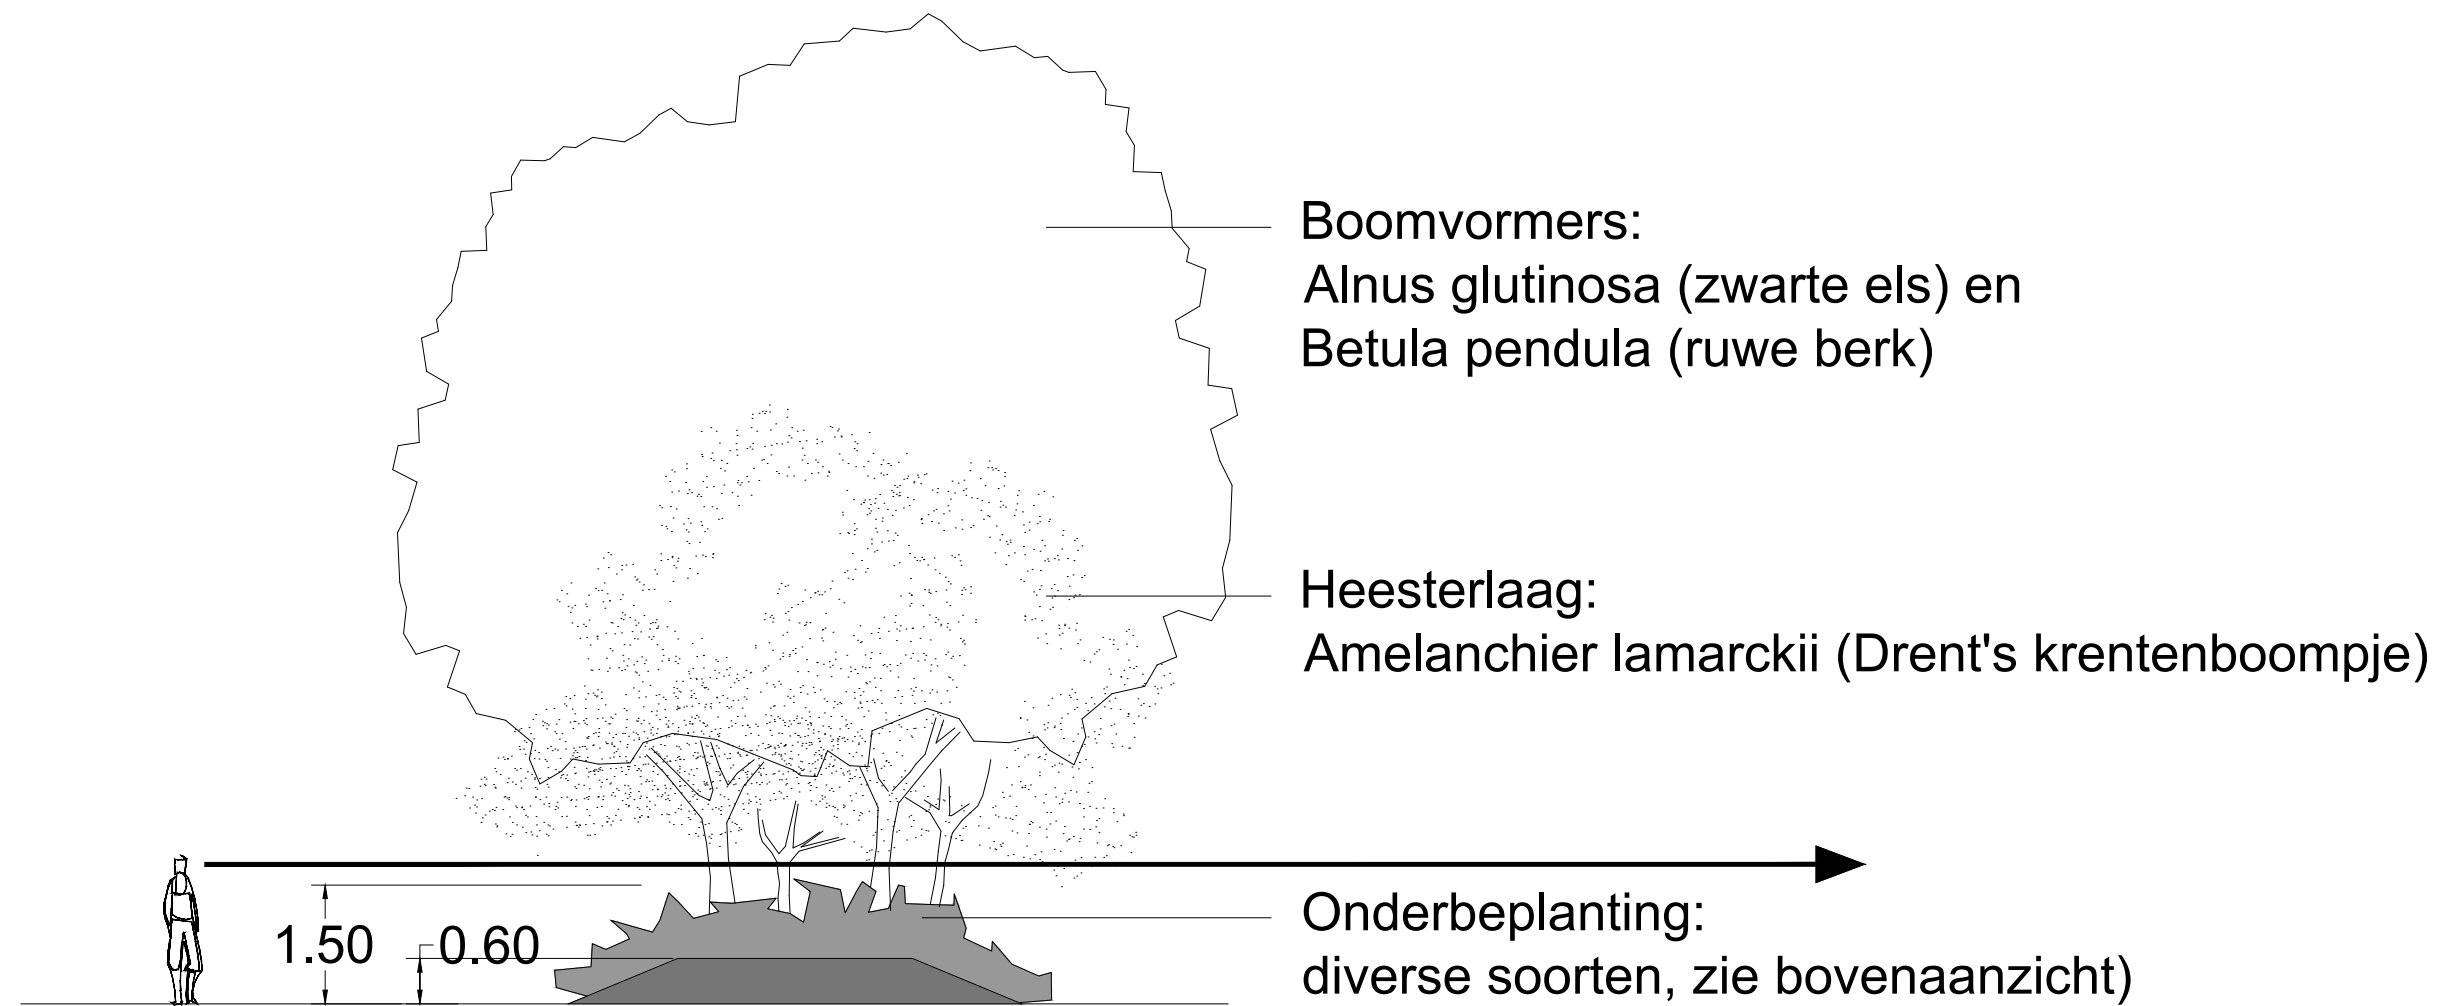 Boomvormers:
Alnus glutinosa (zwarte els) en
Betula pendula (ruwe berk)
Heesterlaag:
Amelanchier lamarckii (Drent's krentenboompje)
1.50
0.60
Onderbeplanting:
diverse soorten, zie bovenaanzicht)